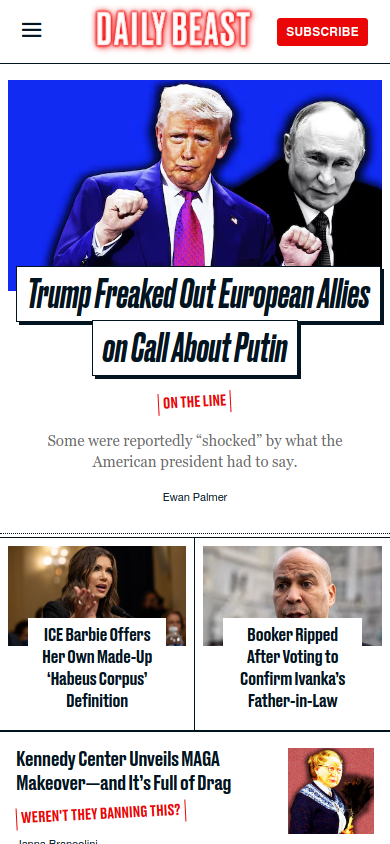 DAILY BEAST
SUBSCRIBE
Trump Freaked Out European Allies
on Call About Putin
ON THE LINE
Some were reportedly “shocked” by what the
American president had to say.
Ewan Palmer
ICE Barbie Offers
Her Own Made-Up
‘Habeus Corpus’
Definition
Booker Ripped
After Voting to
Confirm Ivanka’s
Father-in-Law
Kennedy Center Unveils MAGA
Makeover—and It’s Full of Drag
WEREN’T THEY BANNING THIS?